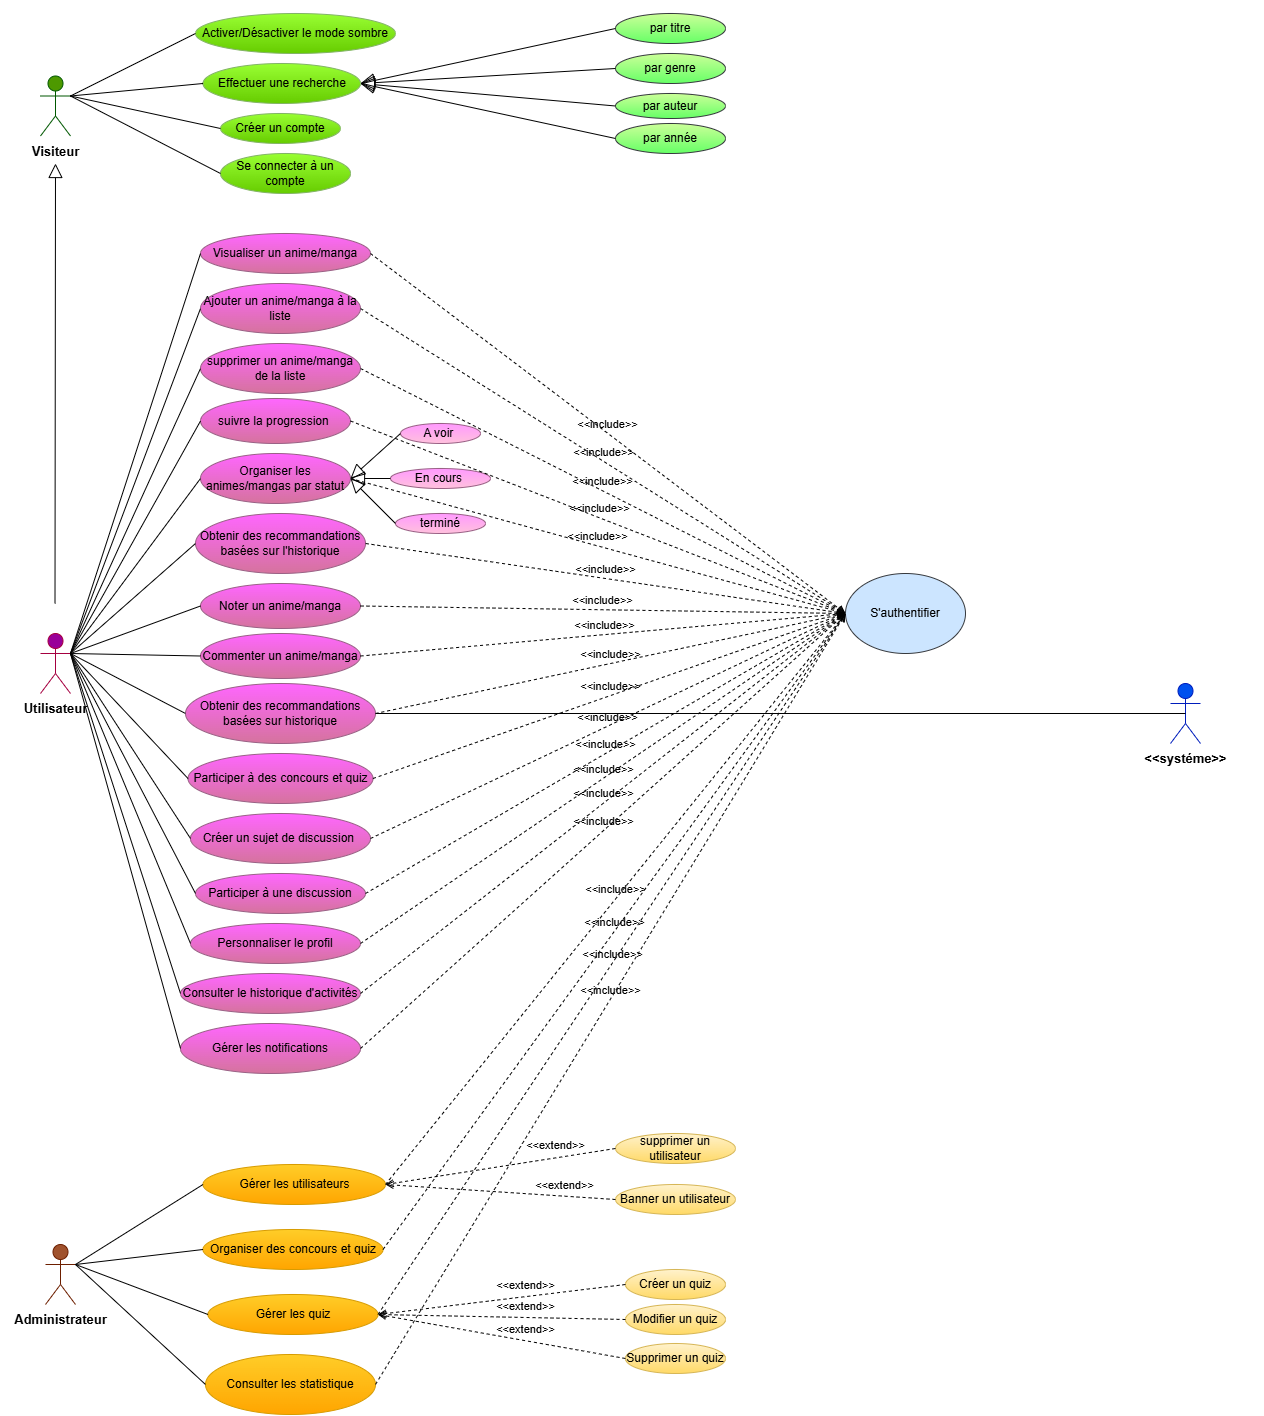 Activer/Désactiver le mode sombre
par titre
Effectuer une recherche
par genre
par auteur
Créer un compte
par année
Visiteur
Se connecter à un
compte
Visualiser un anime/manga
Ajouter un anime/manga à la
liste
supprimer un anime/manga
de la liste
suivre la progression
A voir
<<include>>
<<include>>
Organiser les
animes/mangas par statut
En cours
<<include>>
<<include>>
terminé
<<include>>
Obtenir des recommandations
basées sur l'historique
<<include>>
Noter un anime/manga
<<include>>
S'authentifier
<<include>>
Commenter un anime/manga
<<include>>
<<include>>
Utilisateur
Obtenir des recommandations
basées sur historique
<<include>>
<<include>>
<<systéme>>
Participer à des concours et quiz
<<include>>
<<include>>
<<include>>
Créer un sujet de discussion
Participer à une discussion
<<include>>
<<include>>
Personnaliser le profil
<<include>>
Consulter le historique d'activités
<<include>>
Gérer les notifications
<<extend>>
supprimer un
utilisateur
Gérer les utilisateurs
<<extend>>
Banner un utilisateur
Organiser des concours et quiz
<<extend>>
Créer un quiz
<<extend>>
Gérer les quiz
Modifier un quiz
Administrateur
<<extend>>
Supprimer un quiz
Consulter les statistique